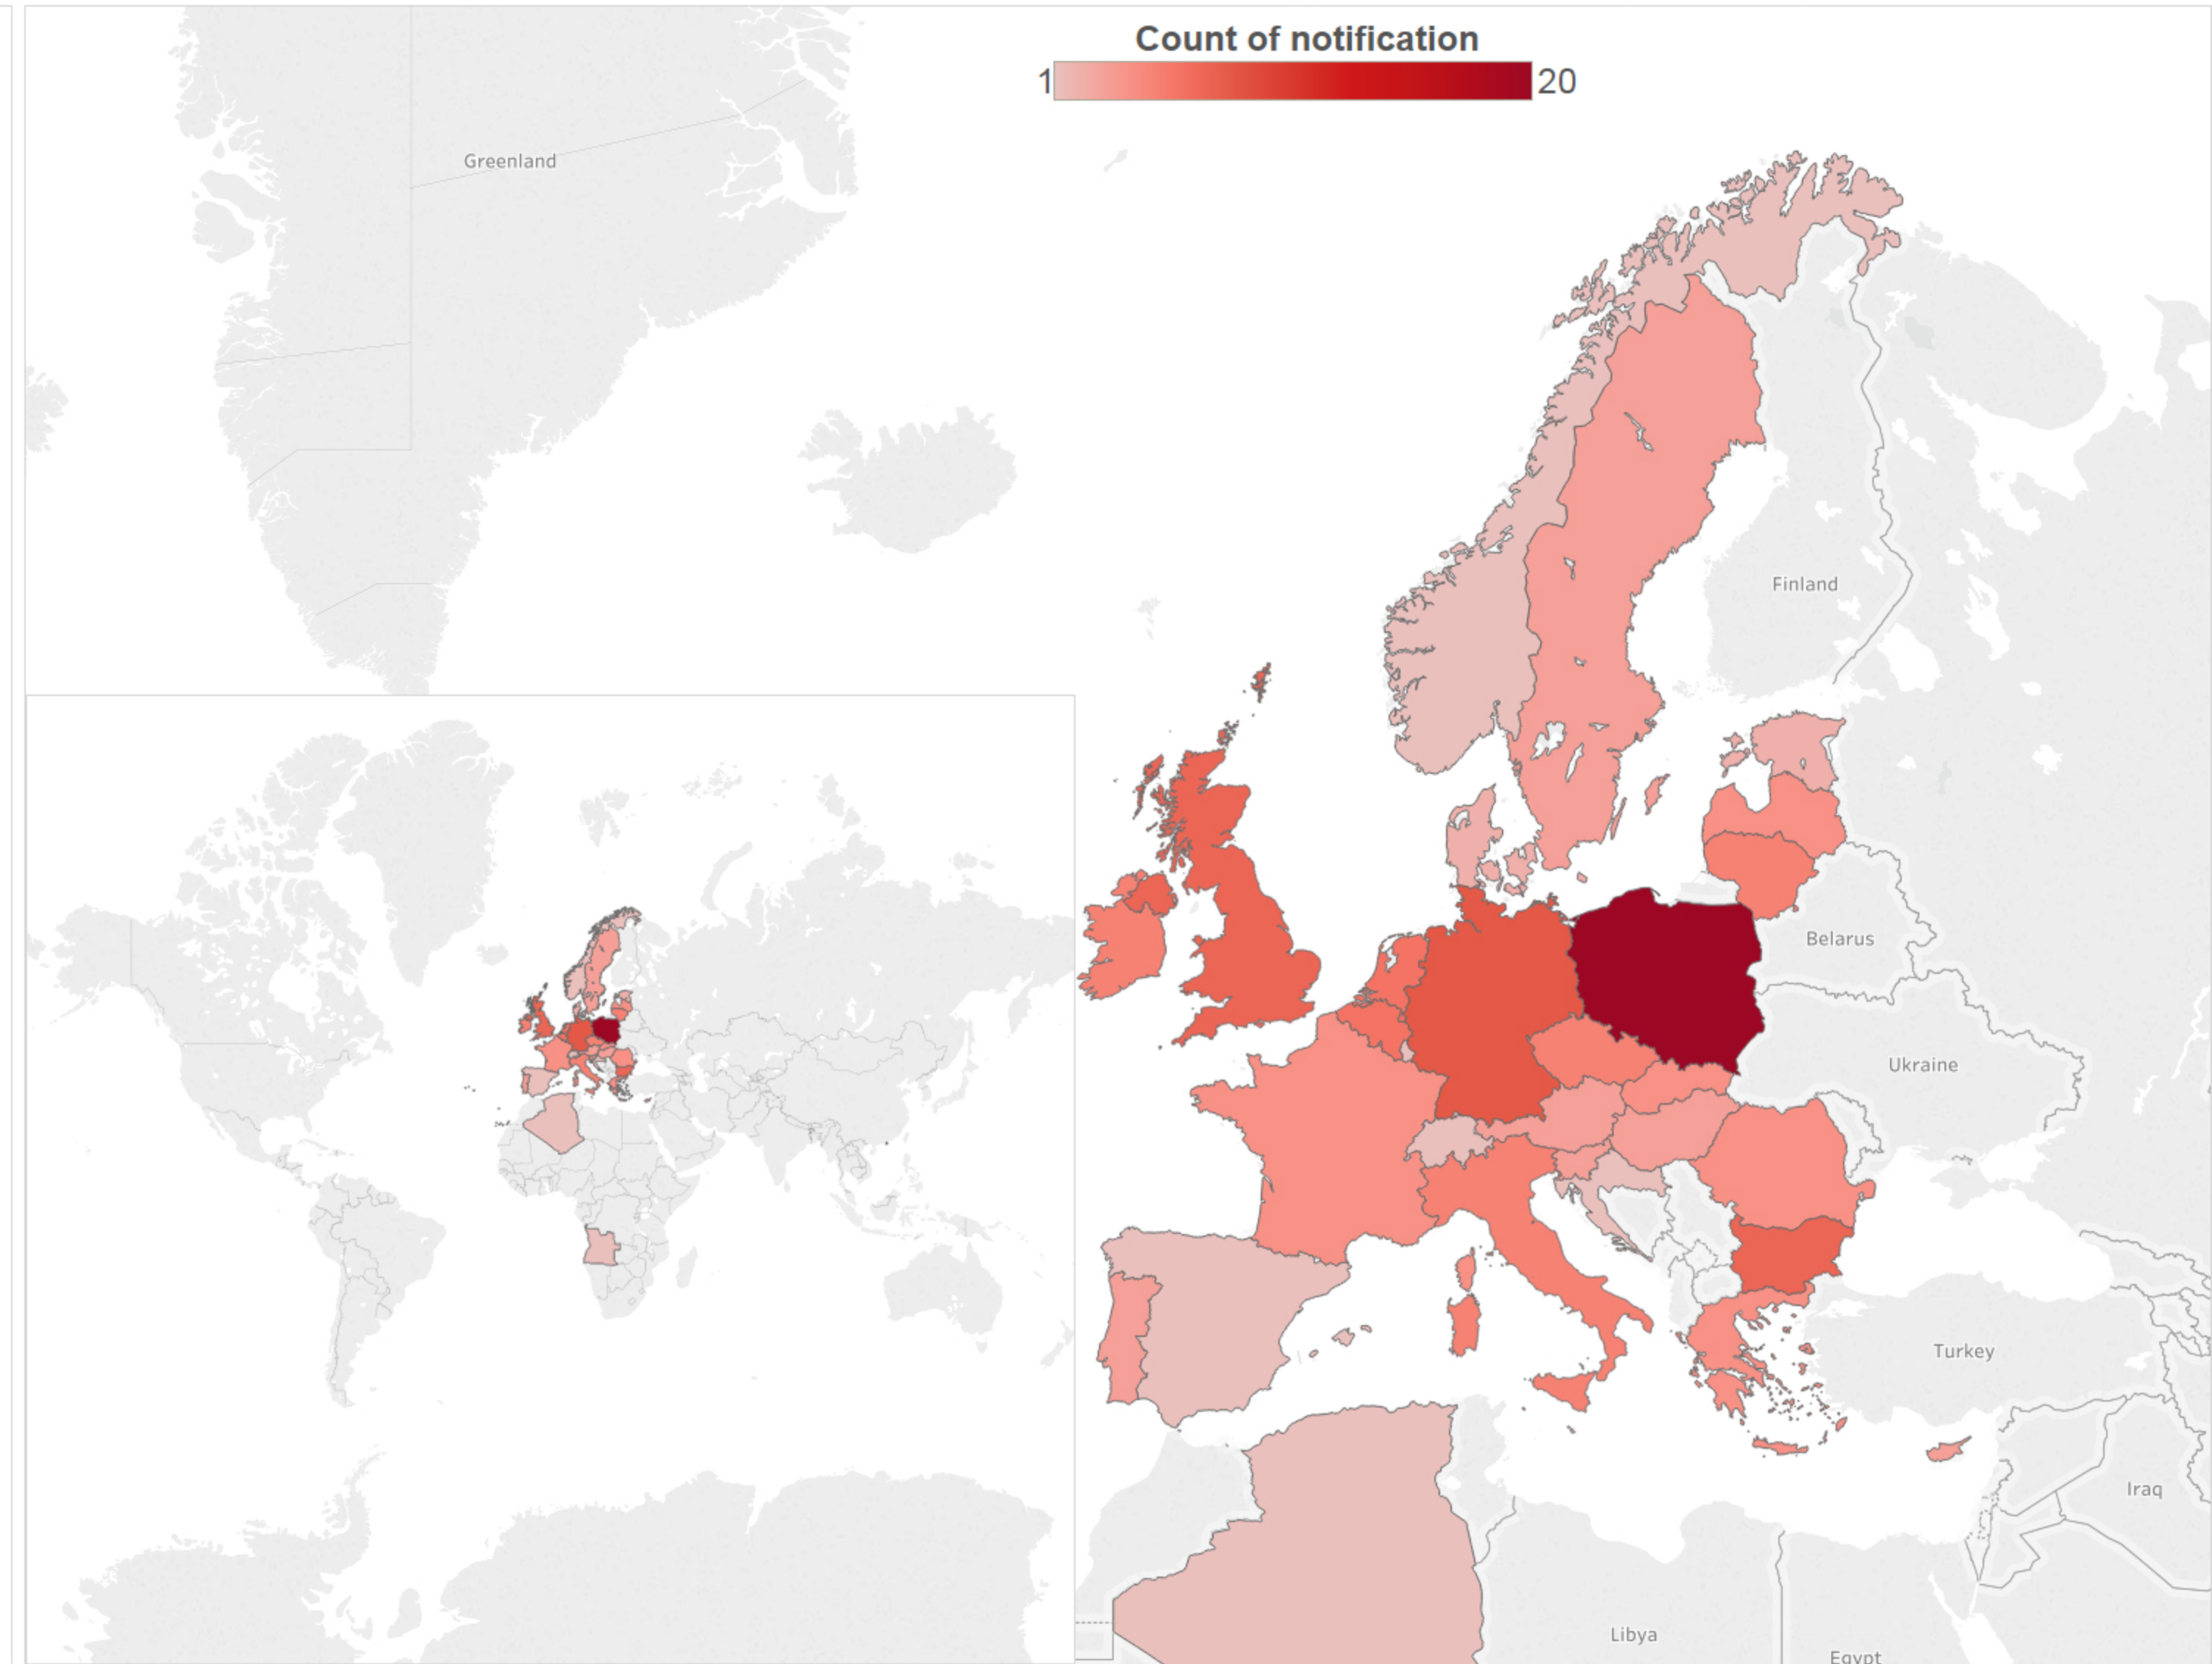 Count of notification
1 20
Greenland
Finland
Belarus
Ukraine
Turkey
Iraq
Libya
Egypt